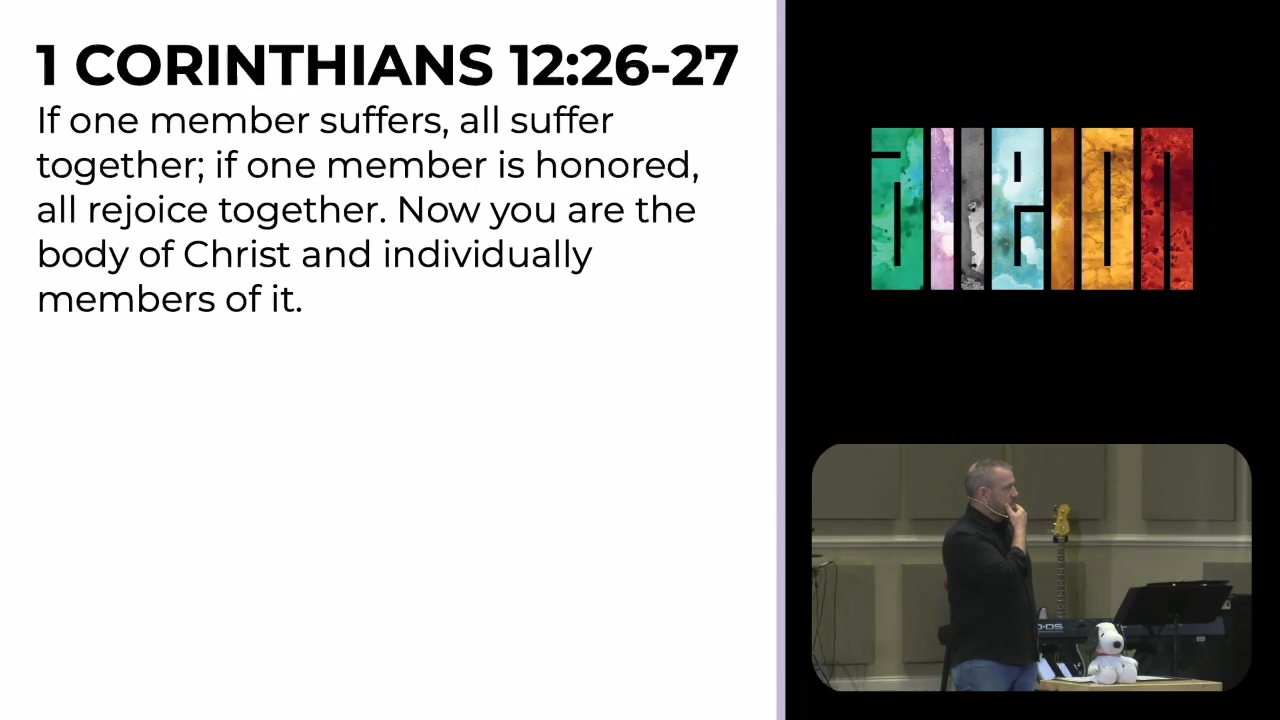 1 CORINTHIANS 12:26-27
If one member suffers, all suffer
together; if one member is honored,
all rejoice together. Now you are the
body of Christ and individually
members of it.
allelon